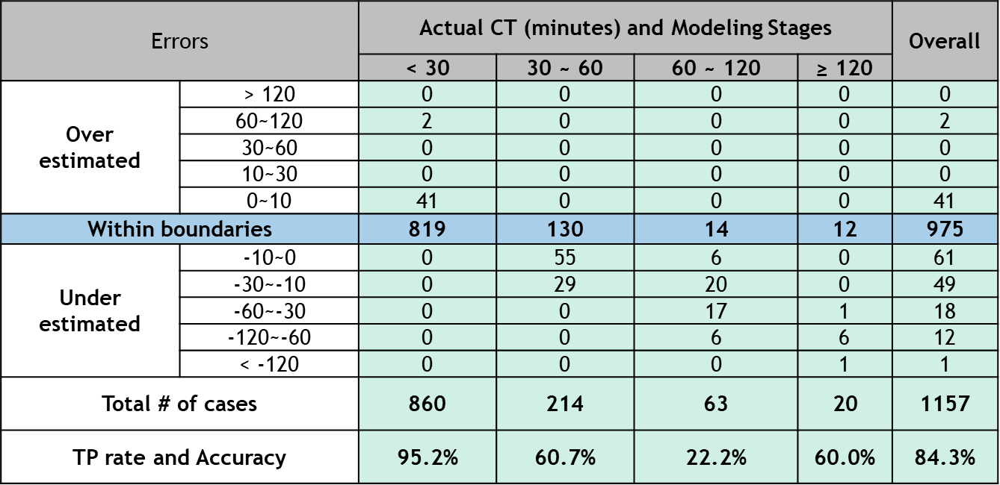 Errors Actual CT (minutes) and Modeling Stages Overall
< 30 30 ~ 60 60 ~ 120 ≥ 120
Over estimated > 120 0 0 0 0 0
60~120 2 0 0 0 2
30~60 0 0 0 0 0
10~30 0 0 0 0 0
0~10 41 0 0 0 41
Within boundaries 819 130 14 12 975
Under estimated -10~0 0 55 6 0 61
-30~-10 0 29 20 0 49
-60~-30 0 0 17 1 18
-120~-60 0 0 6 6 12
< -120 0 0 0 1 1
Total # of cases 860 214 63 20 1157
TP rate and Accuracy 95.2% 60.7% 22.2% 60.0% 84.3%